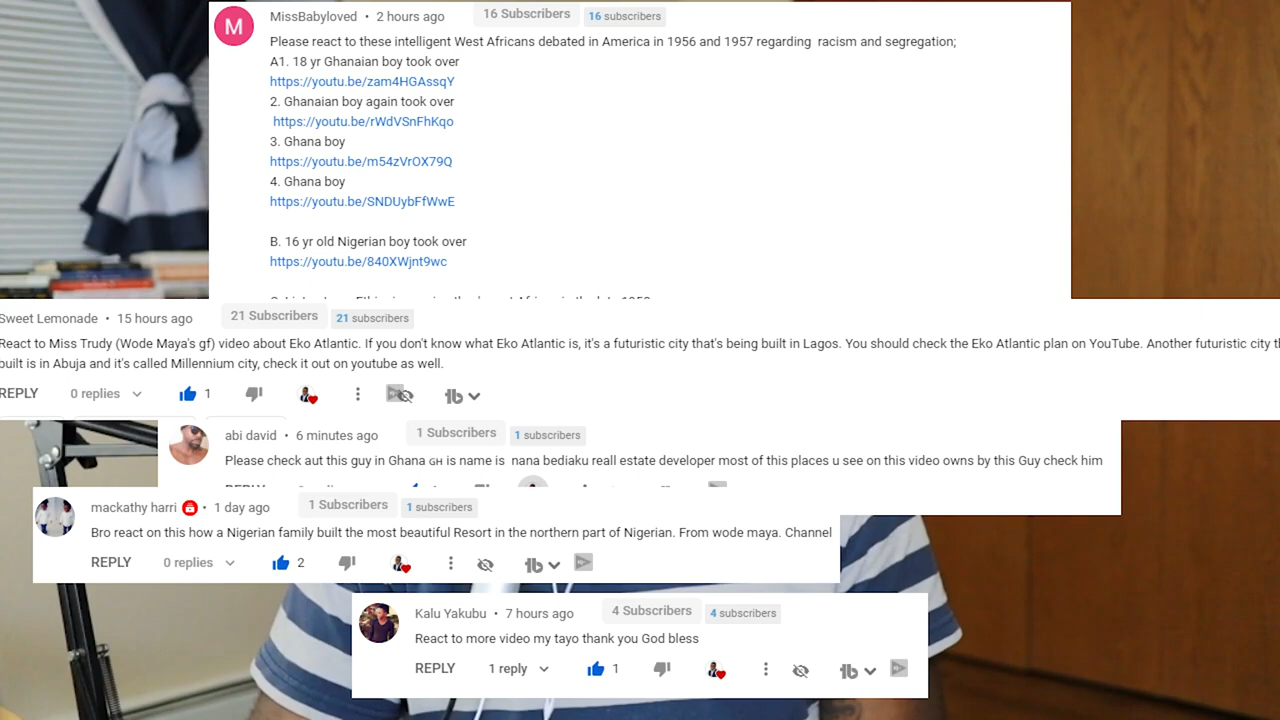 M
MissBabyloved • 2 hours ago 16 Subscribers 16 subscribers
Please react to these intelligent West Africans debated in America in 1956 and 1957 regarding racism and segregation;
A1. 18 yr Ghanaian boy took over
https://youtu.be/zam4HGAssqY
2. Ghanaian boy again took over
https://youtu.be/rWdVSnFhKqo
3. Ghana boy
https://youtu.be/m54zVrOX79Q
4. Ghana boy
https://youtu.be/SNDUybFfWwE
B. 16 yr old Nigerian boy took over
https://youtu.be/840XWjnt9wc
Sweet Lemonade • 15 hours ago 21 Subscribers 21 subscribers
React to Miss Trudy (Wode Maya's gf) video about Eko Atlantic. If you don't know what Eko Atlantic is, it's a futuristic city that's being built in Lagos. You should check the Eko Atlantic plan on YouTube. Another futuristic city
built is in Abuja and it's called Millennium city, check it out on youtube as well.
REPLY 0 replies 1
abi david • 6 minutes ago 1 Subscribers 1 subscribers
Please check aut this guy in Ghana GH is name is nana bediaku reall estate developer most of this places u see on this video owns by this Guy check him
mackathy harri • 1 day ago 1 Subscribers 1 subscribers
Bro react on this how a Nigerian family built the most beautiful Resort in the northern part of Nigerian. From wode maya. Channel
REPLY 0 replies 2
Kalu Yakubu • 7 hours ago 4 Subscribers 4 subscribers
React to more video my tayo thank you God bless
REPLY 1 reply 1